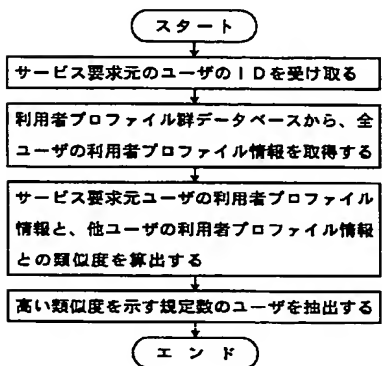 スタート
サービス要求元のユーザのＩＤを受け取る
利用者プロファイル群データベースから、全
ユーザの利用者プロファイル情報を取得する
サービス要求元ユーザの利用者プロファイル
情報と、他ユーザの利用者プロファイル情報
との類似度を算出する
高い類似度を示す規定数のユーザを抽出する
エンド